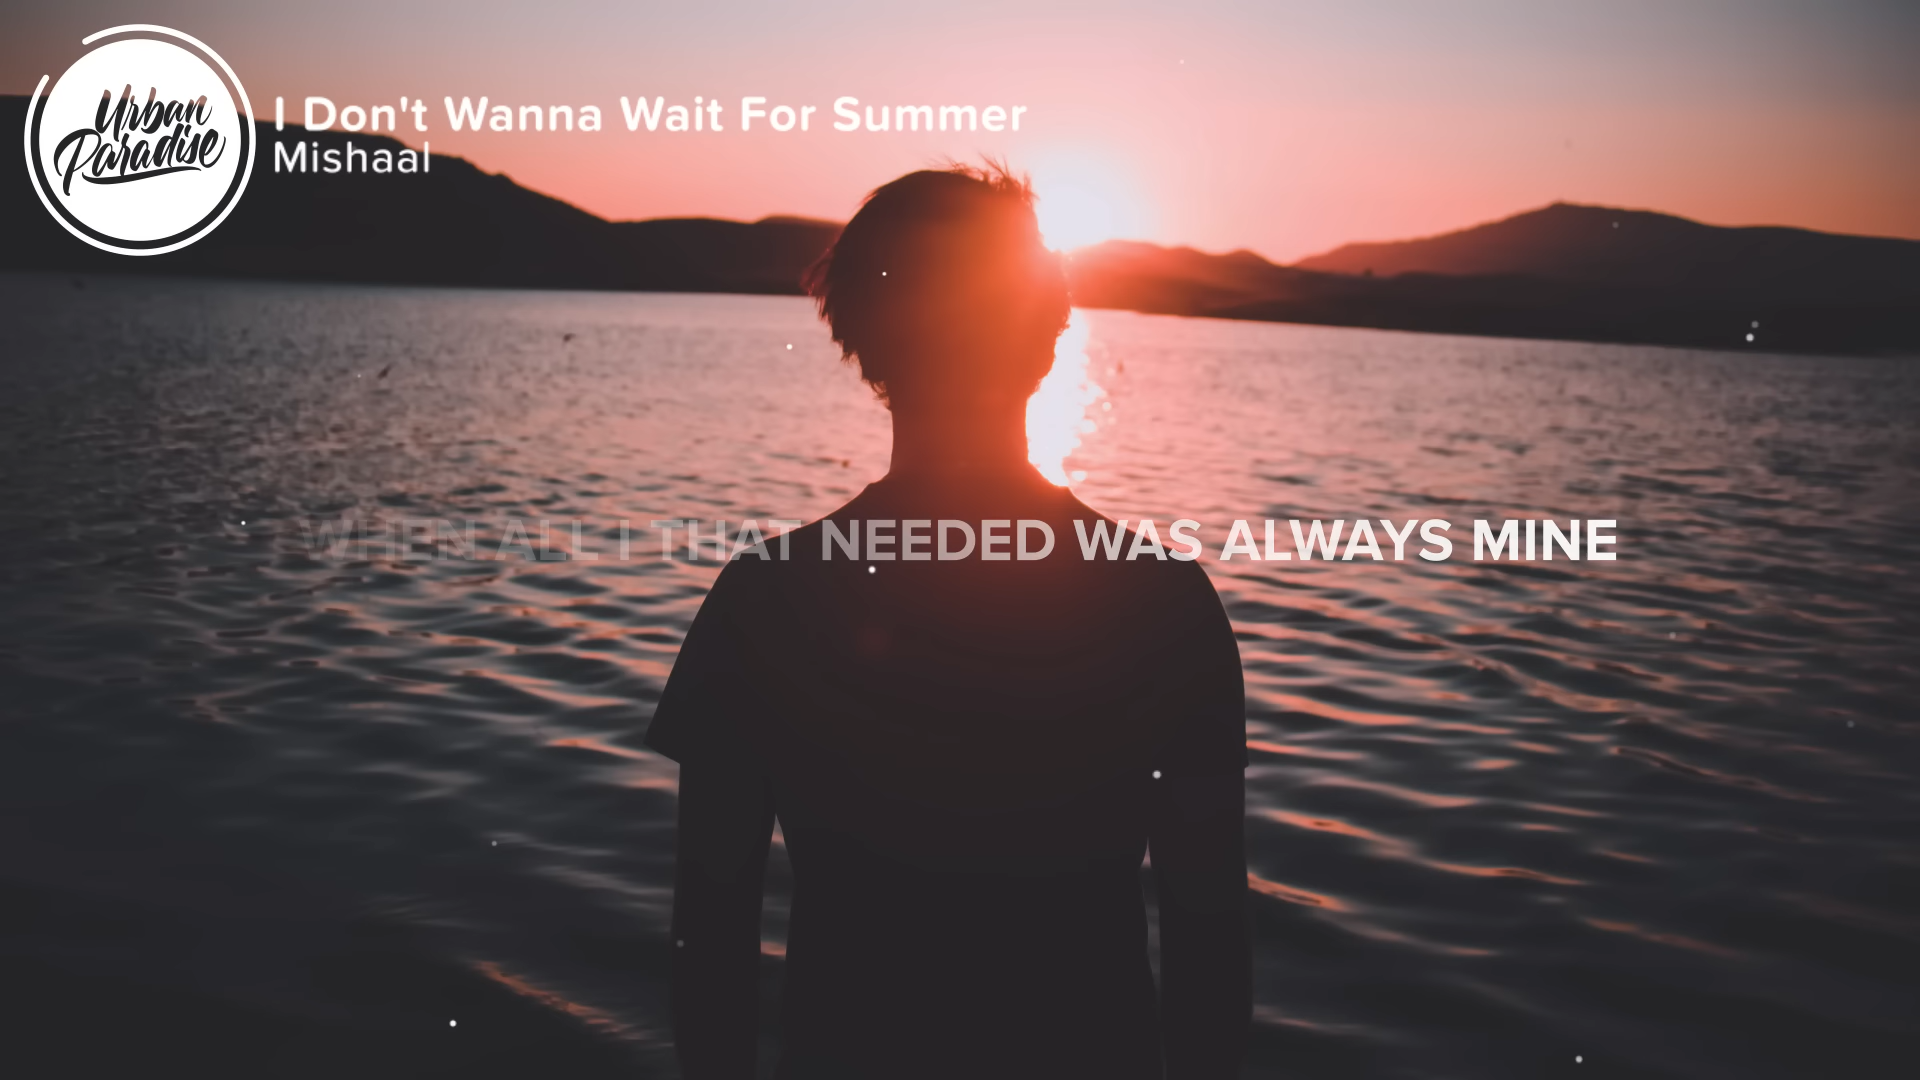 Urban
Paradise
I Don't Wanna Wait For Summer
Mishaal
WHEN ALL I THAT NEEDED WAS ALWAYS MINE